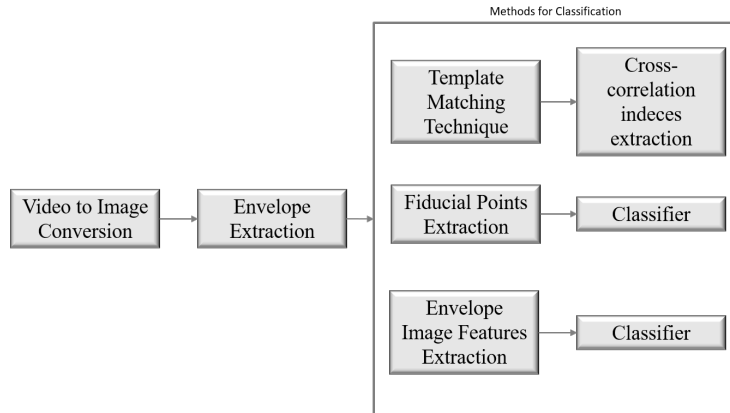 Methods for Classification
Template
Matching
Technique
Cross-
correlation
indeces
extraction
Video to Image
Conversion
Envelope
Extraction
Fiducial Points
Extraction
Classifier
Envelope
Image Features
Extraction
Classifier